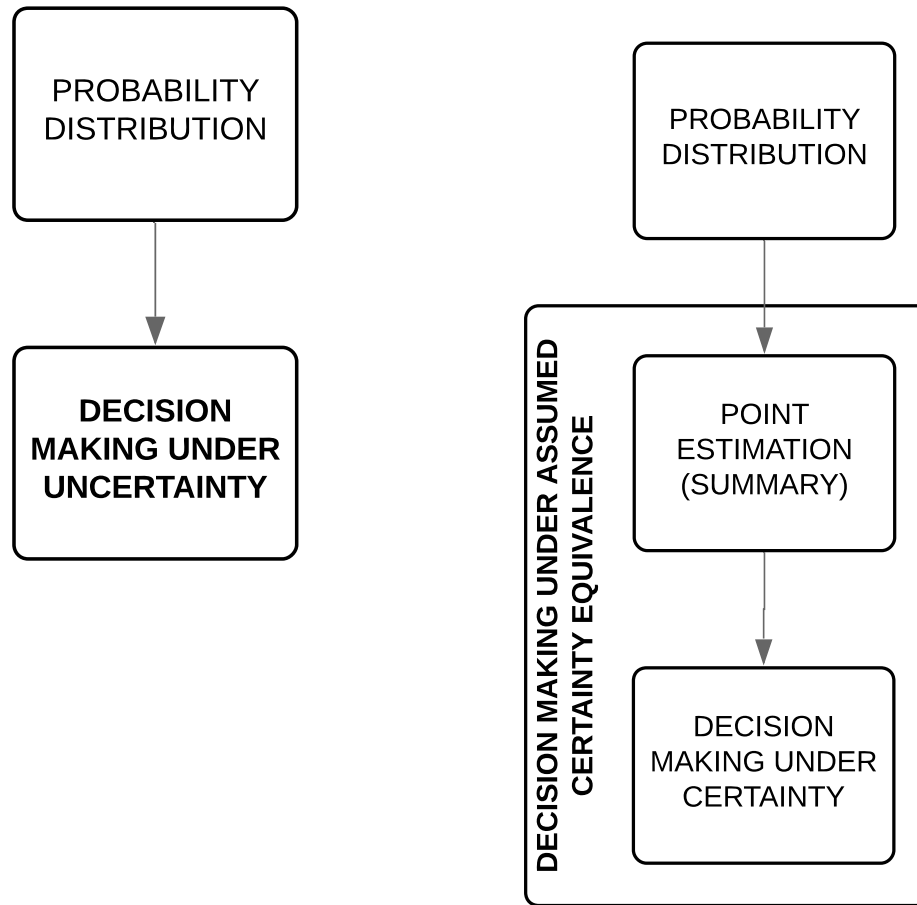 PROBABILITY
DISTRIBUTION
DECISION
MAKING UNDER
UNCERTAINTY
PROBABILITY
DISTRIBUTION
DECISION MAKING UNDER ASSUMED
CERTAINTY EQUIVALENCE
POINT
ESTIMATION
(SUMMARY)
DECISION
MAKING UNDER
CERTAINTY